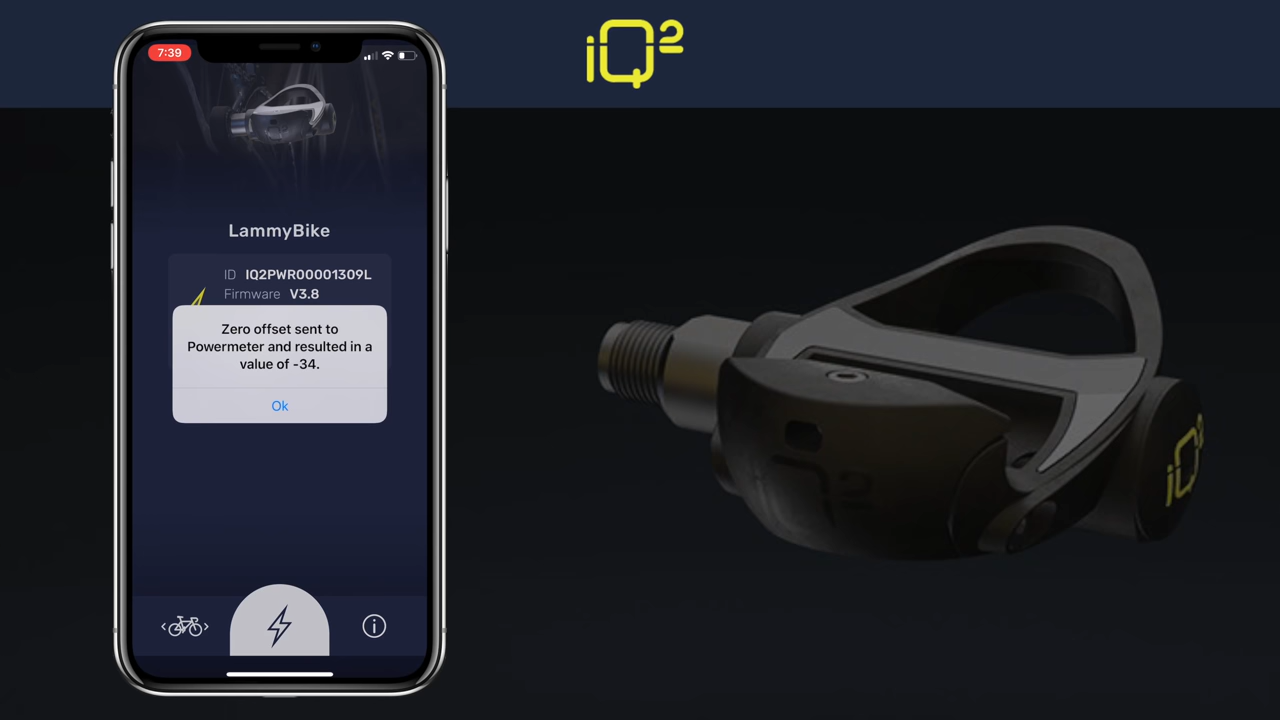 iQ²
7:39
LammyBike
ID IQ2PWR00001309L
Firmware V3.8
Zero offset sent to
Powermeter and resulted in a
value of -34.
Ok
iQ²
iQ²